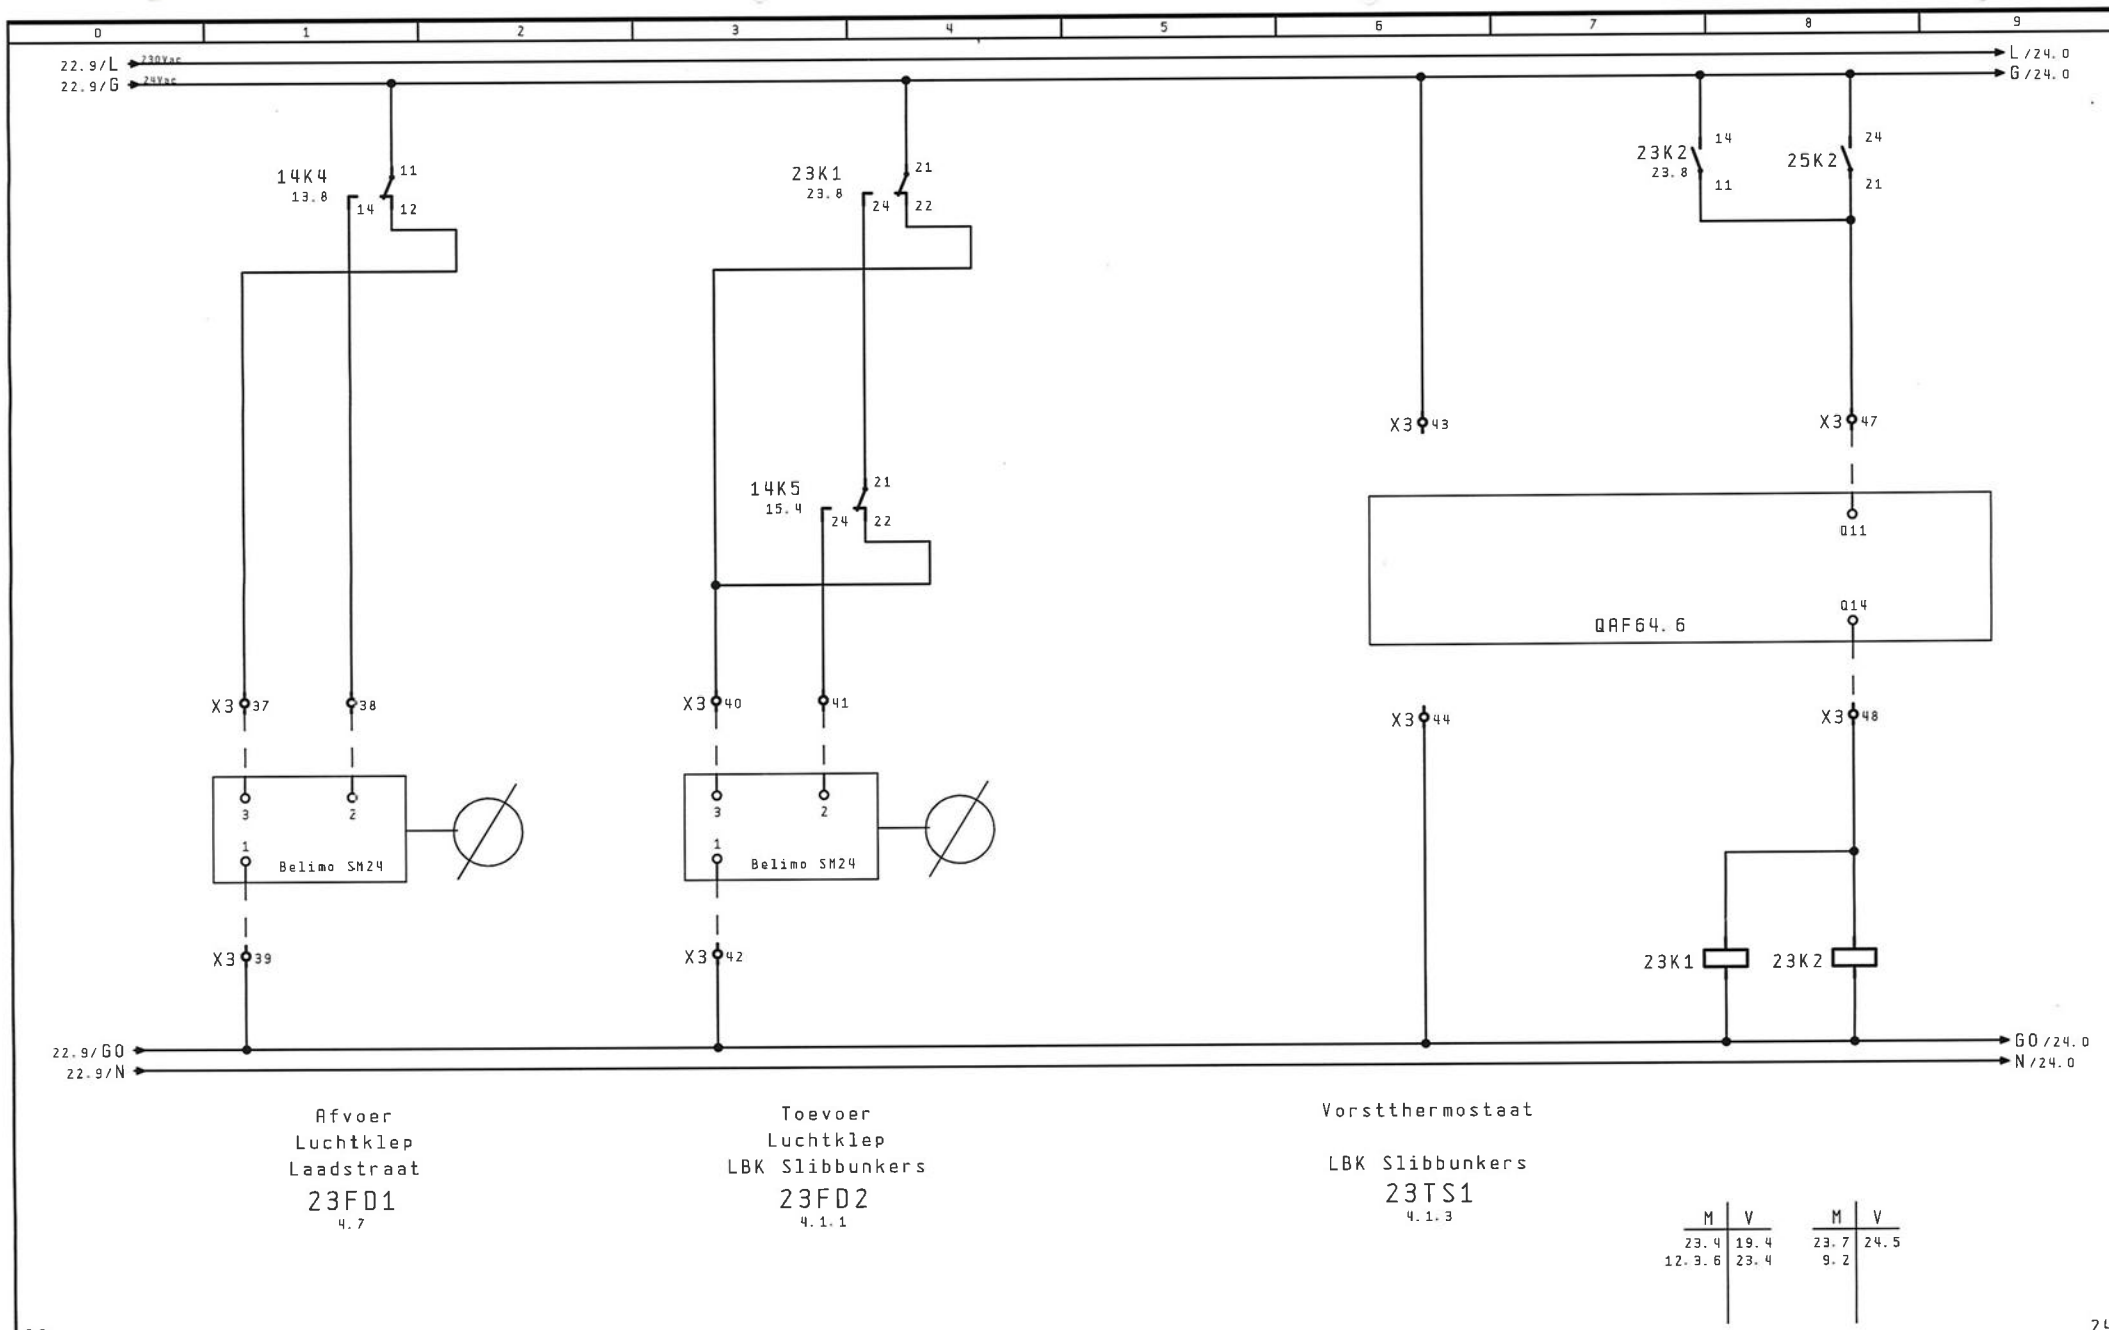 0 1 2 3 4 5 6 7 8 9
22.9/L 230Vac L/24.0
22.9/G 24Vac G/24.0
14K4
13.8
11
14 12
23K1
23.8
21
24 22
23K2
23.8
14
11
25K2
24
21
X3 43
X3 47
14K5
15.4
21
24 22
Q11
Q14
QAF64.6
X3 37 38
X3 40 41
X3 44
X3 48
3 2
1
Belimo SM24
3 2
1
Belimo SM24
X3 39
X3 42
23K1
23K2
22.9/GO GO/24.0
22.9/N N/24.0
Afvoer
Luchtklep
Laadstraat
23FD1
4.7
Toevoer
Luchtklep
LBK Slibbunkers
23FD2
4.1.1
Vorstthermostaat
LBK Slibbunkers
23TS1
4.1.3
M V
23.4 19.4
12.3.6 23.4
M V
23.7 24.5
9.2